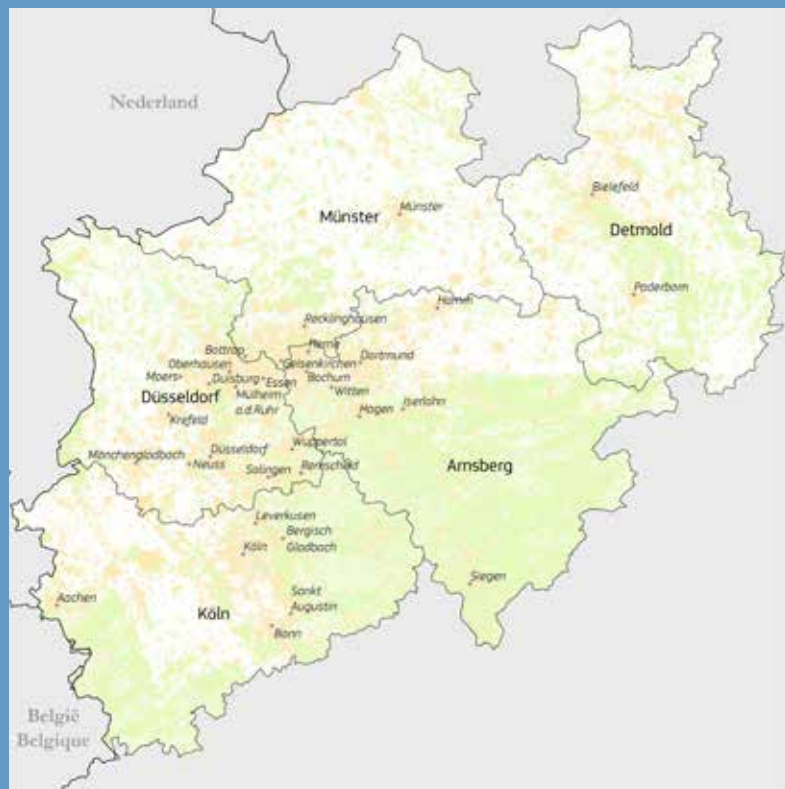 Nederland
Münster
Münster
Bielefeld
Detmold
Paderborn
Hamm
Recklinghausen
Herne
Bottrop
Oberhausen
Gelsenkirchen
Dortmund
Moers
Duisburg
Essen
Bochum
Witten
Düsseldorf
Mülheim
a.d.Ruhr
Krefeld
Hagen
Iserlohn
Wuppertal
Mönchengladbach
Düsseldorf
Neuss
Solingen
Remscheid
Arnsberg
Leverkusen
Bergisch
Gladbach
Köln
Siegen
Aachen
Sankt
Augustin
Köln
Bonn
België
Belgique